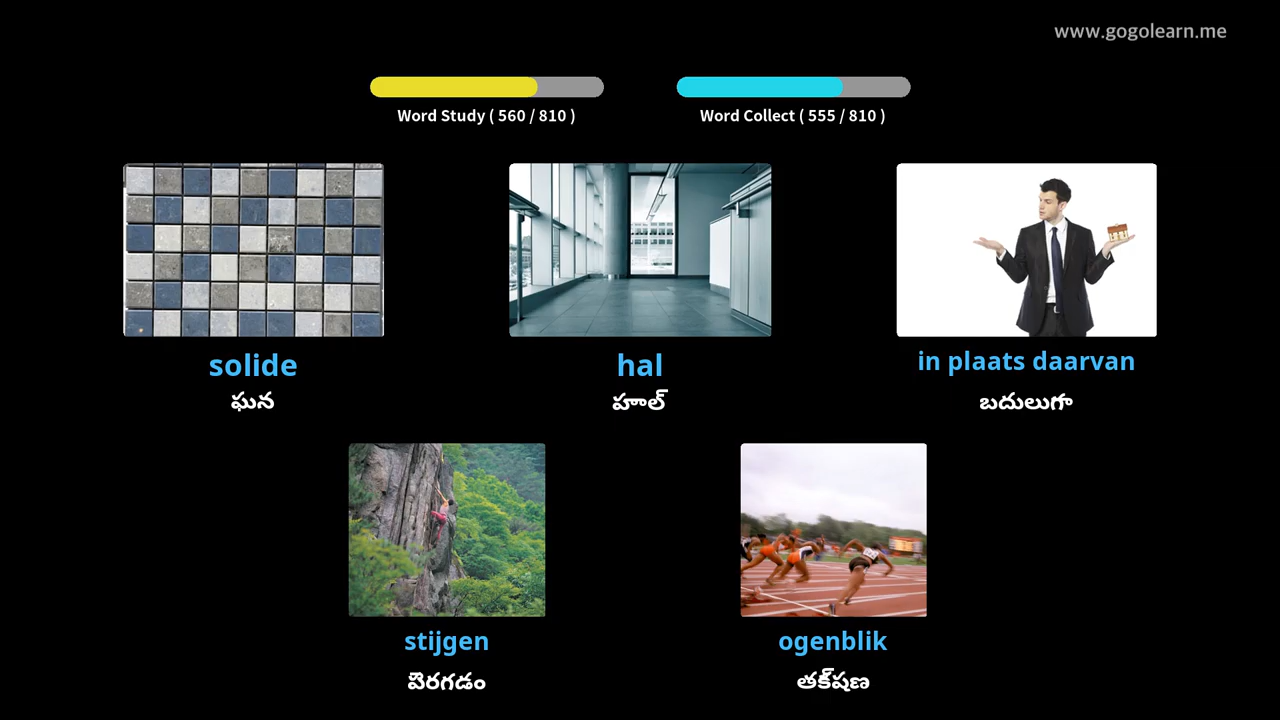 www.gogolearn.me
Word Study ( 560 / 810 )
Word Collect ( 555 / 810 )
solide
ఘన
hal
హాల్
in plaats daarvan
బదులుగా
stijgen
పెరగడం
ogenblik
తక్షణ